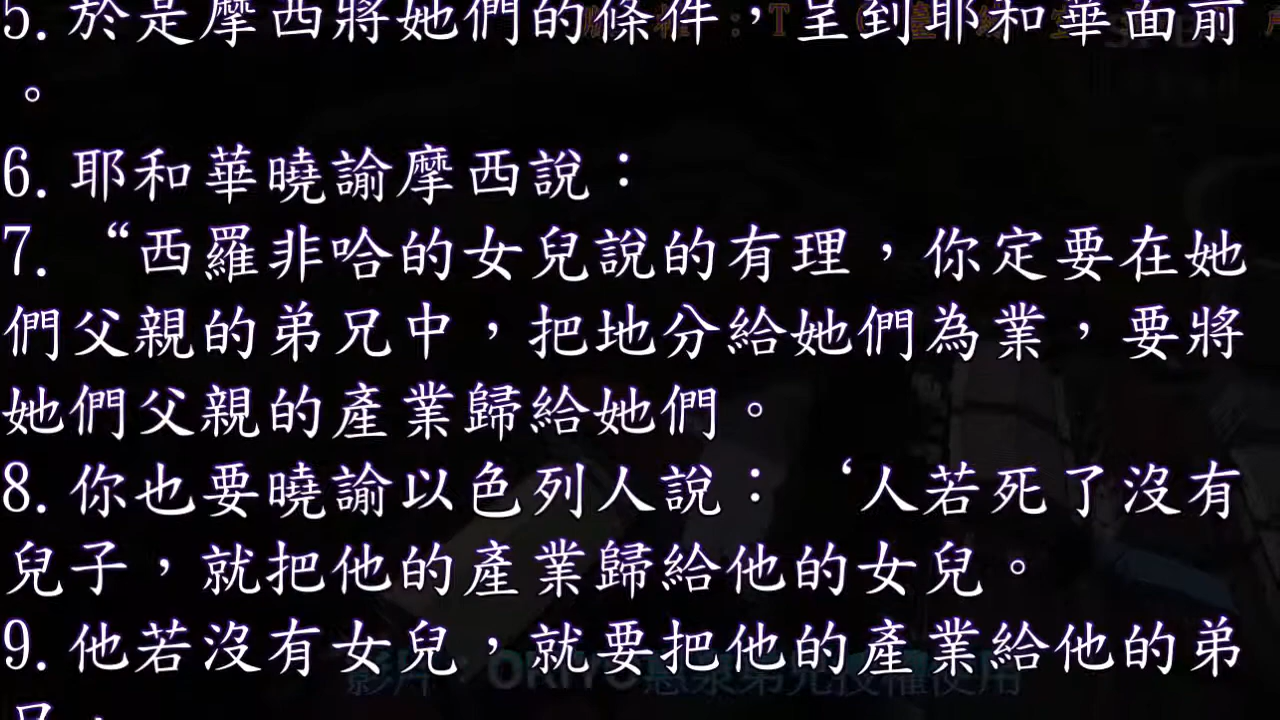 5. 於是摩西將她們的條件，呈到耶和華面前
。
6. 耶和華曉諭摩西說：
7. “西羅非哈的女兒說的有理，你定要在她
們父親的弟兄中，把地分給她們為業，要將
她們父親的產業歸給她們。
8. 你也要曉諭以色列人說：‘人若死了沒有
兒子，就把他的產業歸給他的女兒。
9. 他若沒有女兒，就要把他的產業給他的弟